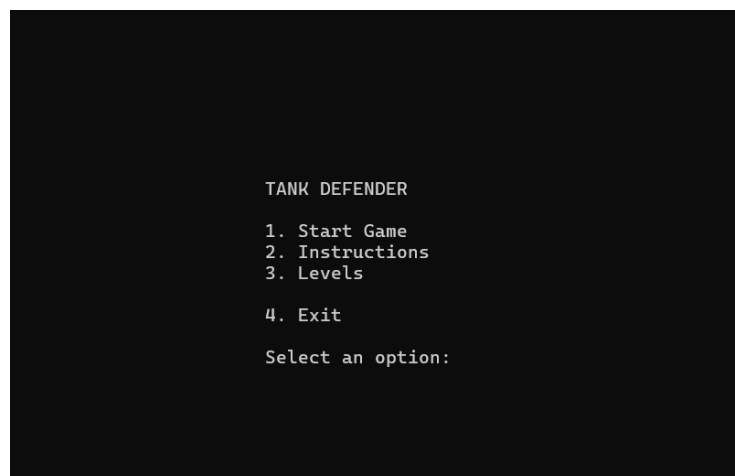 TANK DEFENDER
1. Start Game
2. Instructions
3. Levels
4. Exit
Select an option: